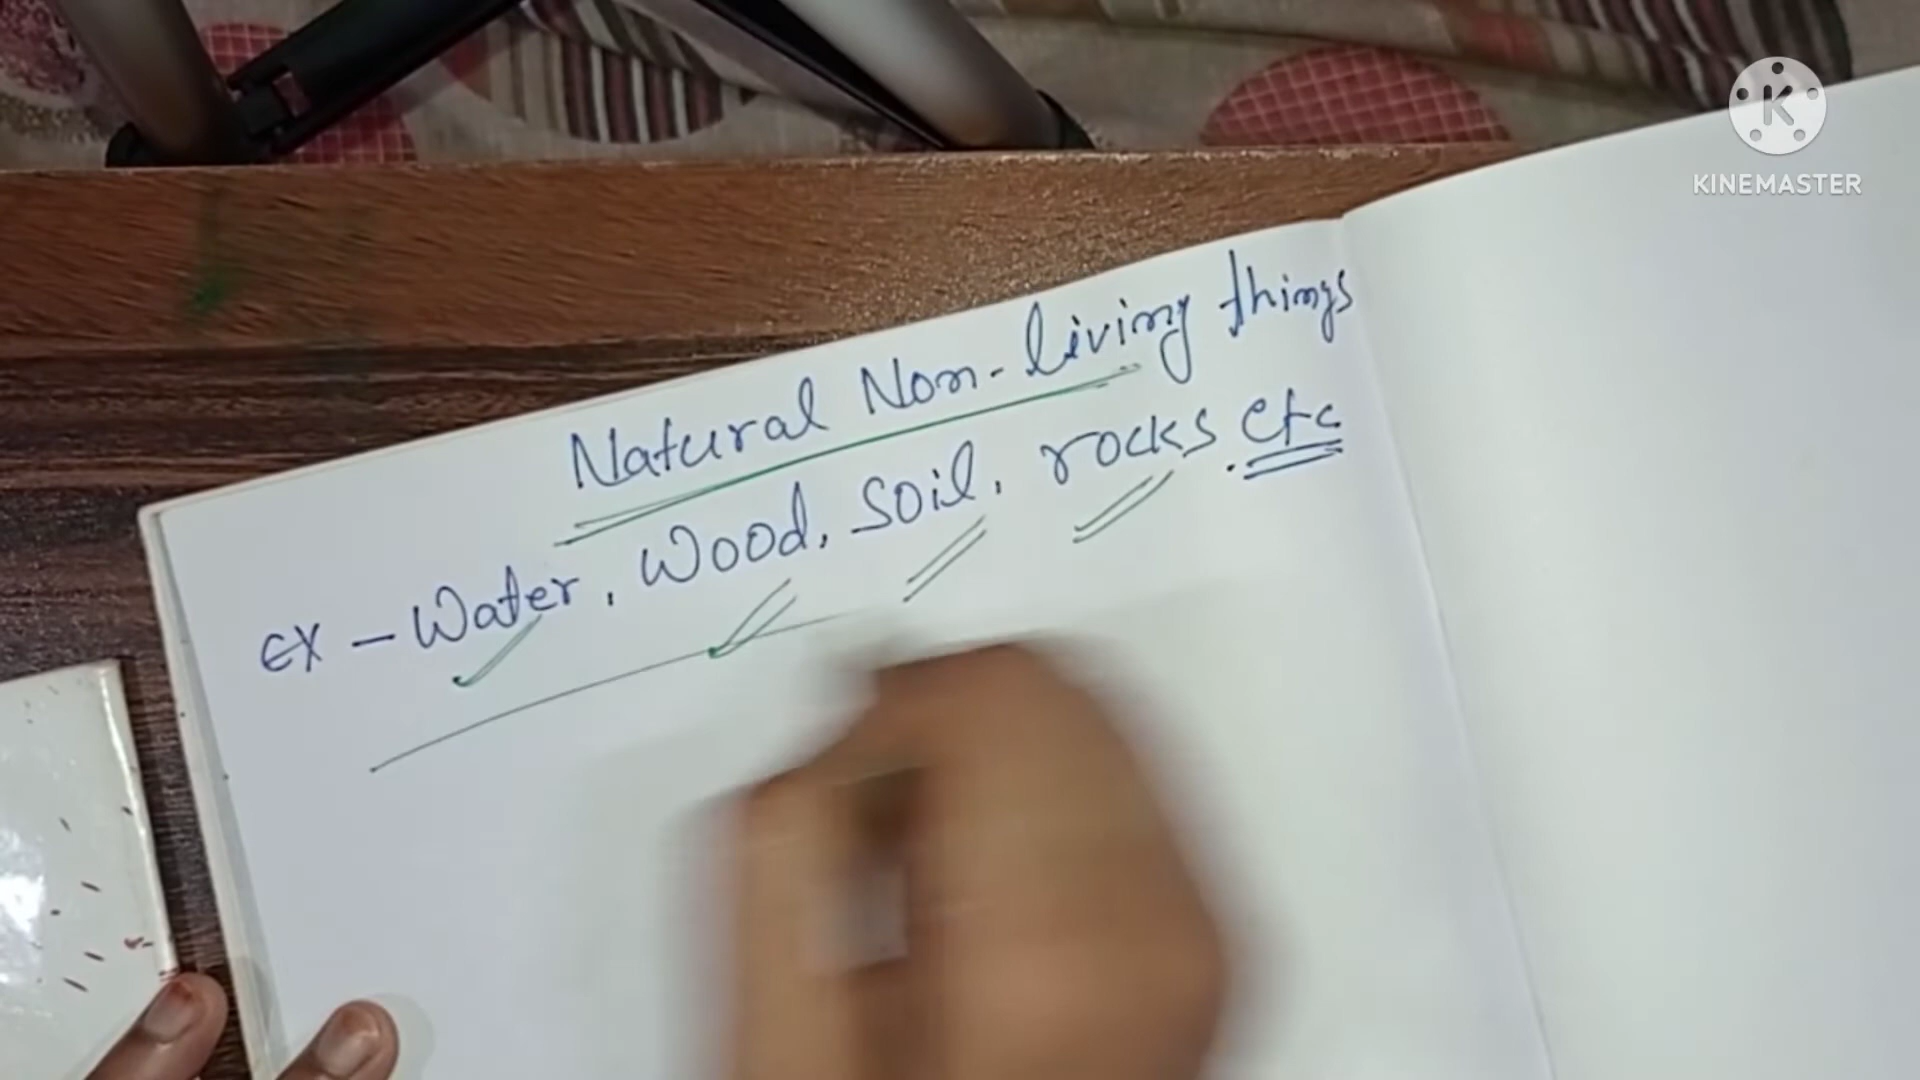 KINEMASTER
Natural Non-living things
ex - Water, Wood, Soil, rocks etc